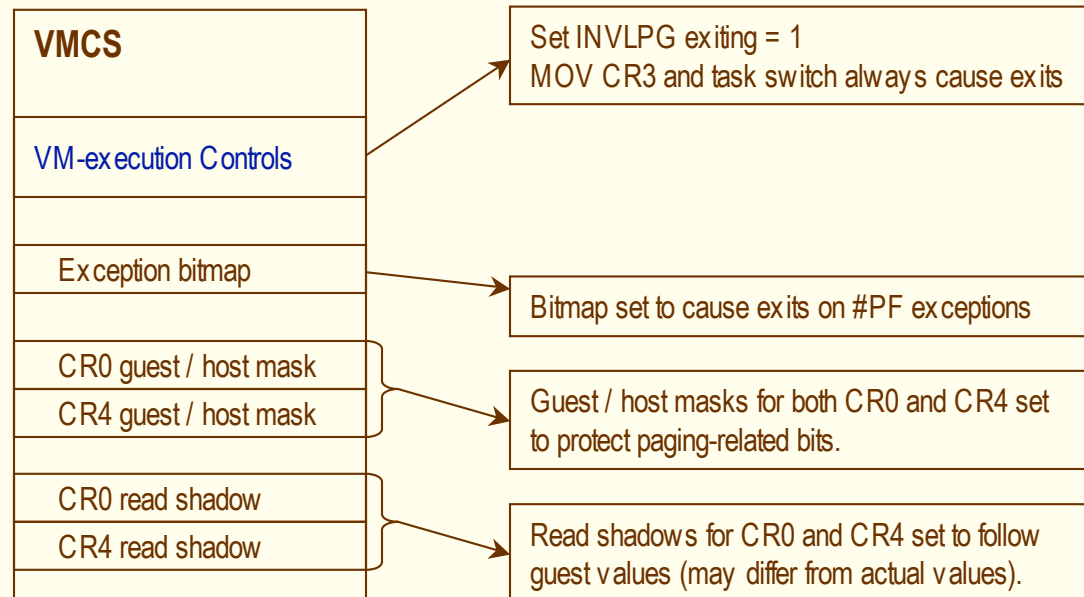 VMCS
VM-execution Controls
Exception bitmap
CR0 guest / host mask
CR4 guest / host mask
CR0 read shadow
CR4 read shadow
Set INVLPG exiting = 1
MOV CR3 and task switch always cause exits
Bitmap set to cause exits on #PF exceptions
Guest / host masks for both CR0 and CR4 set
to protect paging-related bits.
Read shadows for CR0 and CR4 set to follow
guest values (may differ from actual values).